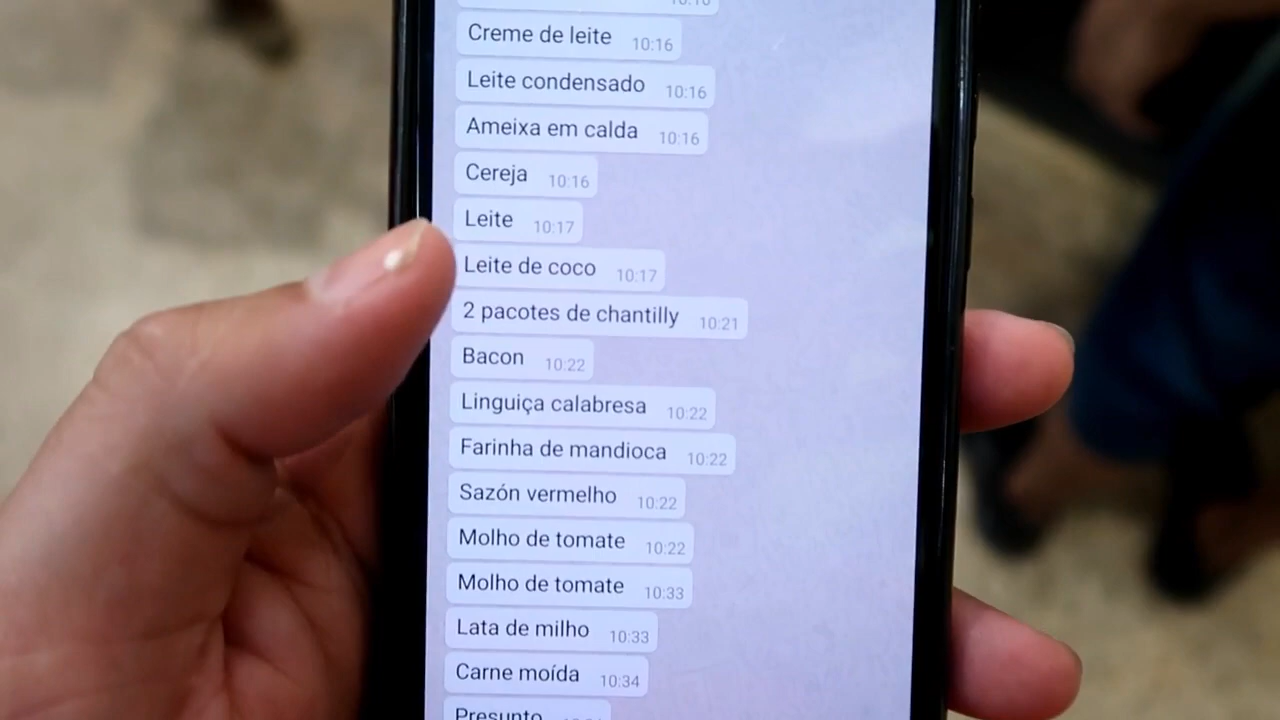 Creme de leite 10:16
Leite condensado 10:16
Ameixa em calda 10:16
Cereja 10:16
Leite 10:17
Leite de coco 10:17
2 pacotes de chantilly 10:21
Bacon 10:22
Linguiça calabresa 10:22
Farinha de mandioca 10:22
Sazón vermelho 10:22
Molho de tomate 10:22
Molho de tomate 10:33
Lata de milho 10:33
Carne moída 10:34
Presunto